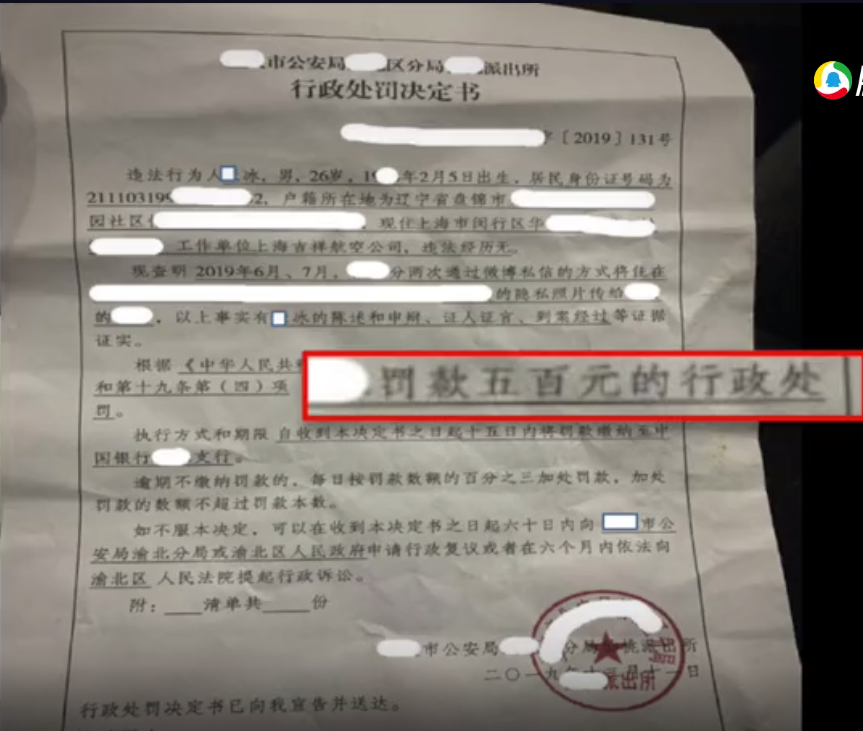 市公安局 区分局 派出所
行政处罚决定书
字〔2019〕131号
违法行为人 冰，男，26岁，19 年2月5日出生，居民身份证号码为
211103199 2，户籍所在地为辽宁省盘锦市
园社区 ，现住上海市闵行区华
工作单位上海吉祥航空公司，违法经历无。
现查明 2019年6月、7月， 分两次通过微博私信的方式将住在
的隐私照片传给
的 ，以上事实有 冰的陈述和申辩、证人证言、到案经过等证据
证实。
根据《中华人民共和
和第十九条第（四）项
罚款五百元的行政处
罚。
执行方式和期限 自收到本决定书之日起十五日内将罚款缴纳至中
国银行 支行。
逾期不缴纳罚款的，每日按罚款数额的百分之三加处罚款，加处
罚款的数额不超过罚款本数。
如不服本决定，可以在收到本决定书之日起六十日内向 市公
安局渝北分局或渝北区人民政府申请行政复议或者在六个月内依法向
渝北区 人民法院提起行政诉讼。
附： 清单共 份
市公安局 分局 桃派出所
二〇一九年 月十一日
派出所
行政处罚决定书已向我宣告并送达。